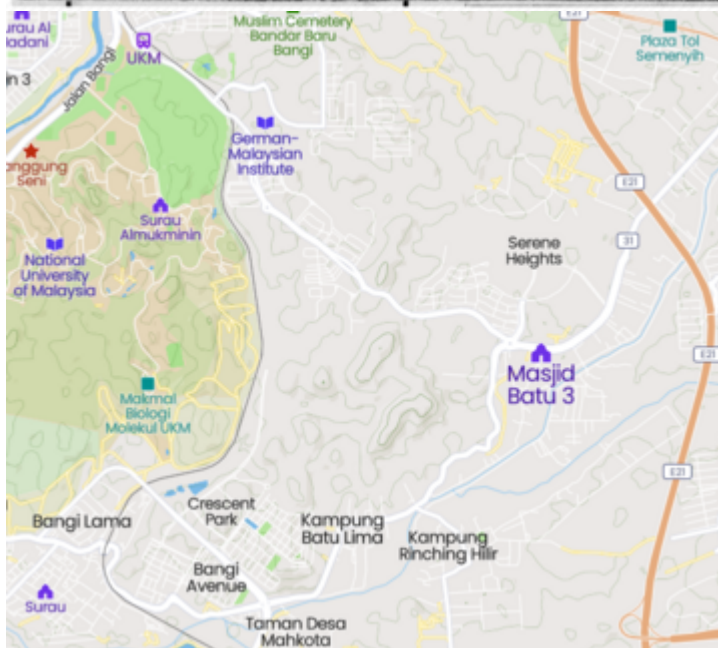 UKM
Muslim Cemetery
Bandar Baru
Bangi
E21
Plaza Tol
Semenyih
Jalan Bangi
German-
Malaysian
Institute
Seni
Surau
Almukminin
E21
31
National
University
of Malaysia
Serene
Heights
E21
Masjid
Batu 3
Makmal
Biologi
Molekul UKM
E21
Crescent
Park
Bangi Lama
Kampung
Batu Lima
Kampung
Rinching Hilir
Bangi
Avenue
Surau
Taman Desa
Mahkota